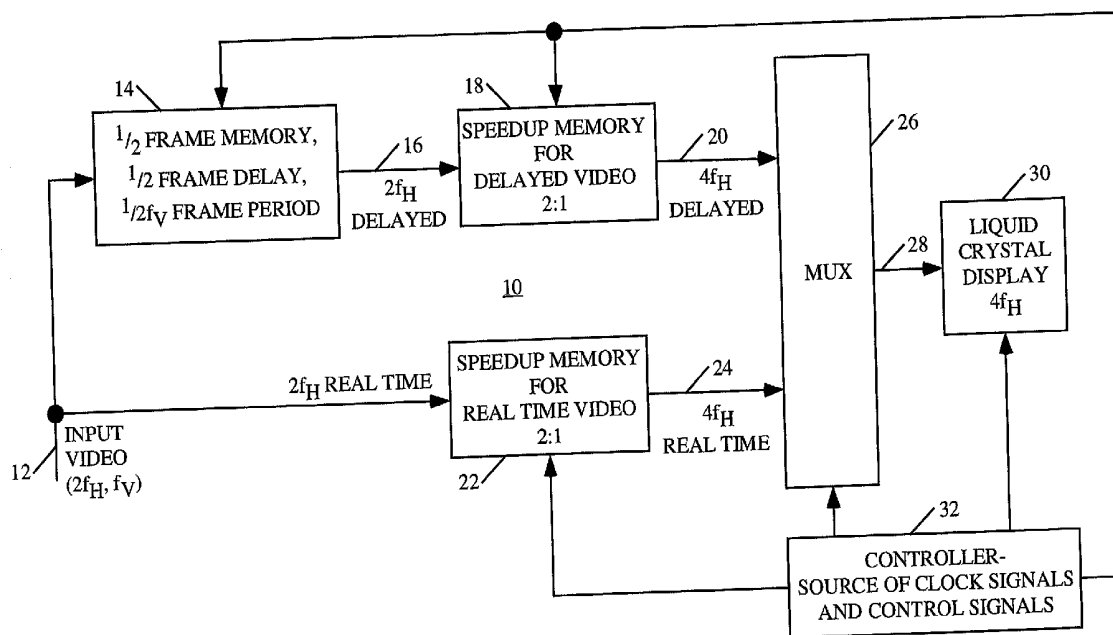 14
1/2 FRAME MEMORY,
1/2 FRAME DELAY,
1/2fV FRAME PERIOD
16
2fH
DELAYED
18
SPEEDUP MEMORY
FOR
DELAYED VIDEO
2:1
20
4fH
DELAYED
26
MUX
28
30
LIQUID
CRYSTAL
DISPLAY
4fH
10
12
INPUT
VIDEO
(2fH, fV)
2fH REAL TIME
SPEEDUP MEMORY
FOR
REAL TIME VIDEO
2:1
22
24
4fH
REAL TIME
32
CONTROLLER-
SOURCE OF CLOCK SIGNALS
AND CONTROL SIGNALS